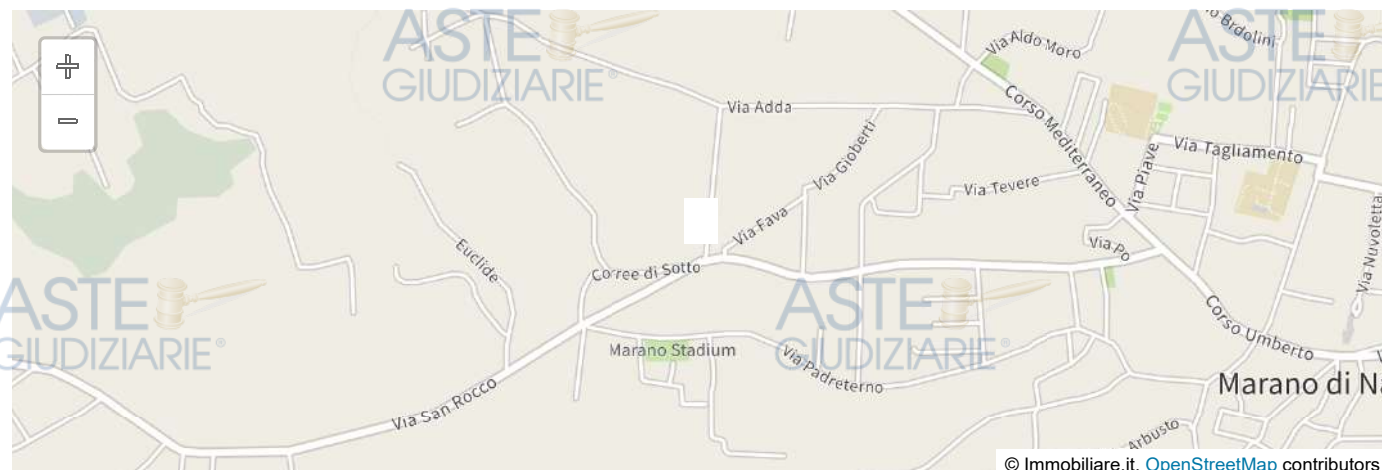 ASTE
GIUDIZIARIE®
ASTE
GIUDIZIARIE
Brdolini
Via Aldo Moro
Via Adda
Corso Mediterraneo
Via Gioberti
Via Tagliamento
Via Piave
Via Tevere
Via Fava
Via Nuvoletta
Via Po
Euclide
Corree di Sotto
ASTE
GIUDIZIARIE®
ASTE
GIUDIZIARIE®
Corso Umberto
Marano Stadium
Via Padreterno
Marano di Na
Via San Rocco
Arbusto
© Immobiliare.it, OpenStreetMap contributors